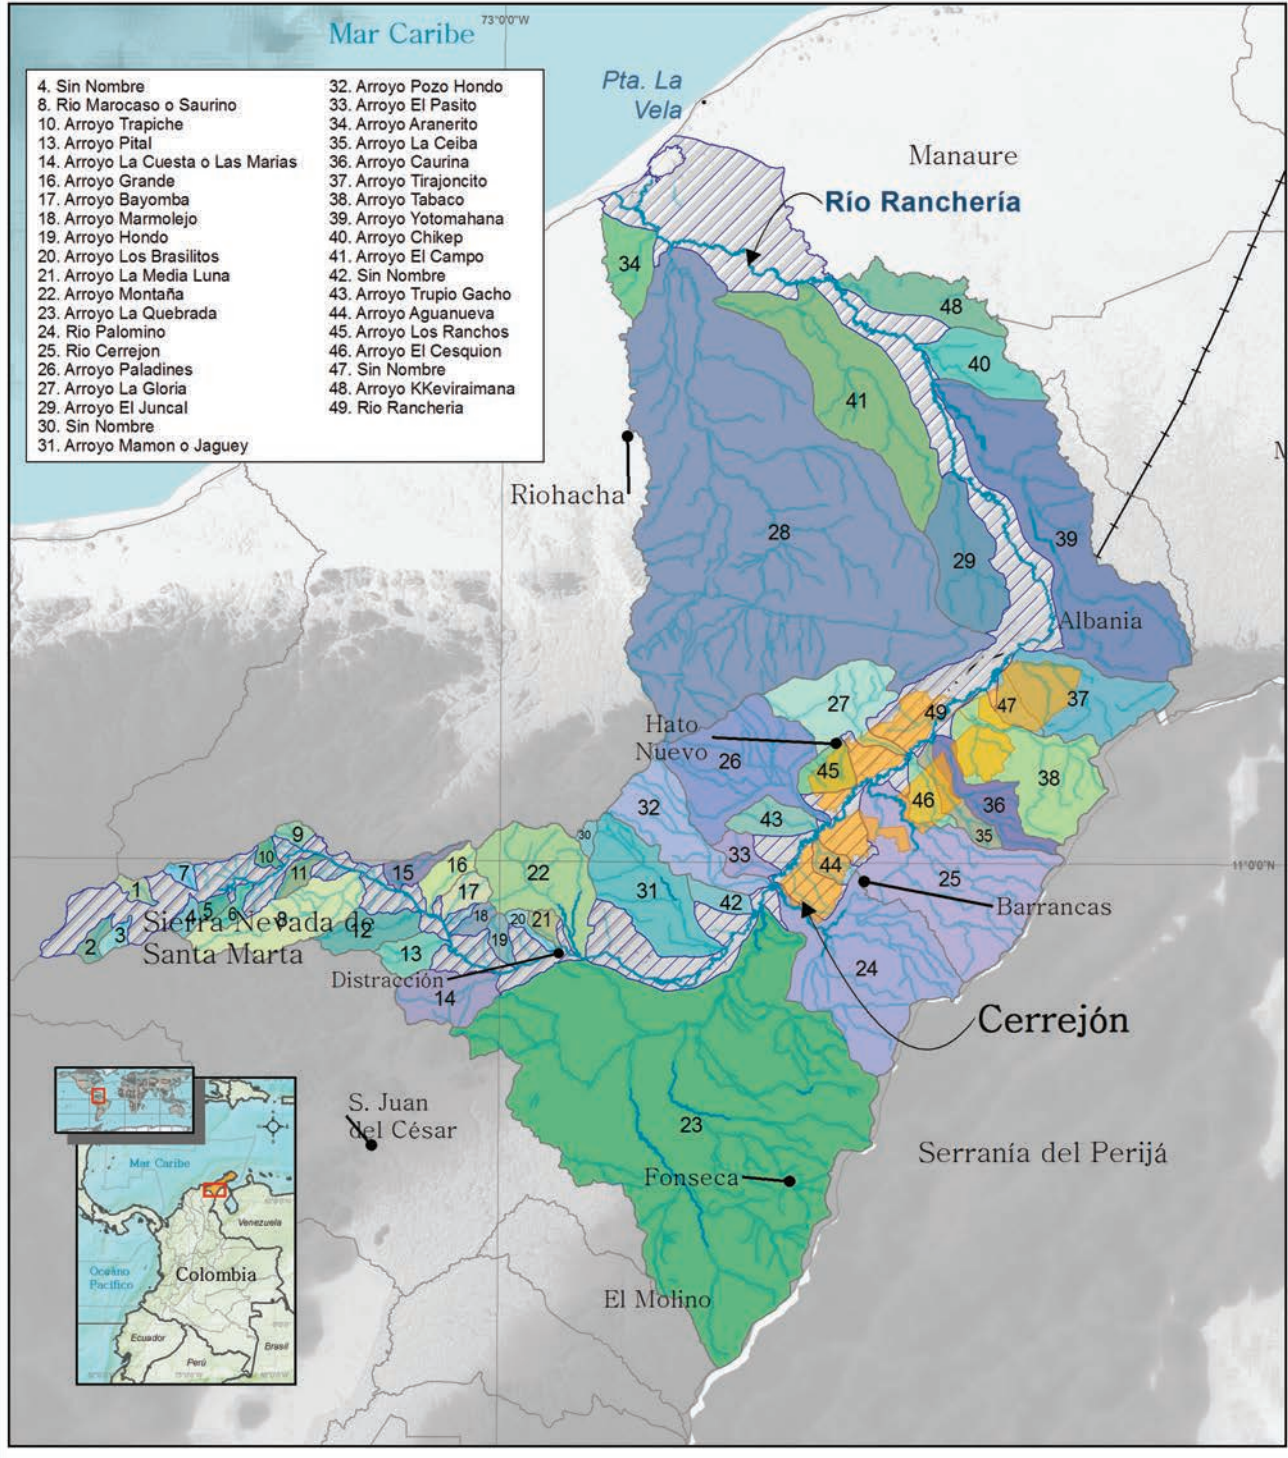 73°0'0"W
Mar Caribe
Pta. La
Vela
4. Sin Nombre
8. Rio Marocaso o Saurino
10. Arroyo Trapiche
13. Arroyo Pital
14. Arroyo La Cuesta o Las Marias
16. Arroyo Grande
17. Arroyo Bayomba
18. Arroyo Marmolejo
19. Arroyo Hondo
20. Arroyo Los Brasilitos
21. Arroyo La Media Luna
22. Arroyo Montaña
23. Arroyo La Quebrada
24. Rio Palomino
25. Rio Cerrejon
26. Arroyo Paladines
27. Arroyo La Gloria
29. Arroyo El Juncal
30. Sin Nombre
31. Arroyo Mamon o Jaguey
32. Arroyo Pozo Hondo
33. Arroyo El Pasito
34. Arroyo Aranerito
35. Arroyo La Ceiba
36. Arroyo Caurina
37. Arroyo Tirajoncito
38. Arroyo Tabaco
39. Arroyo Yotomahana
40. Arroyo Chikep
41. Arroyo El Campo
42. Sin Nombre
43. Arroyo Trupio Gacho
44. Arroyo Aguanueva
45. Arroyo Los Ranchos
46. Arroyo El Cesquion
47. Sin Nombre
48. Arroyo KKeviraimana
49. Rio Rancheria
Manaure
Río Ranchería
34
48
40
41
M
Riohacha
28
29
39
Albania
27
49
47
37
Hato
Nuevo
26
45
38
32
46
36
43
35
9
30
33
10
44
11°0'0"N
7
11
15
16
22
25
1
17
31
42
Barrancas
4
5
6
8
18
20
21
Sierra Nevada de
12
2
3
19
Santa Marta
13
24
Distracción
14
Cerrejón
S. Juan
del César
23
Serranía del Perijá
Fonseca
El Molino
Mar Caribe
Venezuela
Océano
Pacífico
Colombia
Ecuador
Brasil
Perú